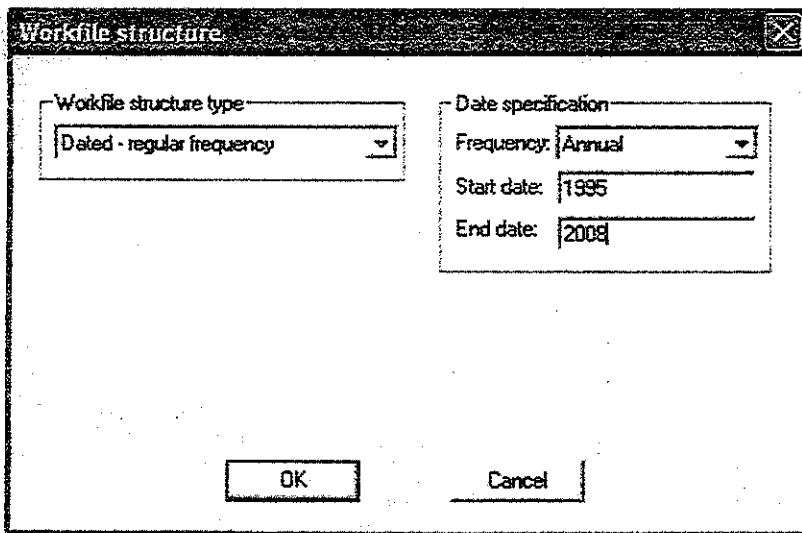 Workfile structure
Workfile structure type
Dated - regular frequency
Date specification
Frequency: Annual
Start date: 1995
End date: 2008
OK
Cancel